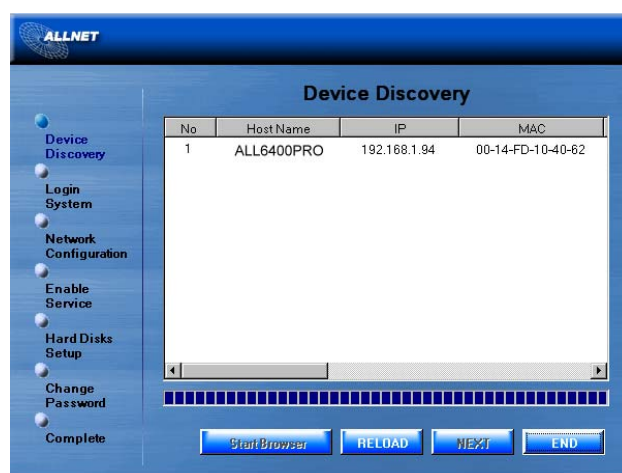 ALLNET
Device Discovery
Device
Discovery
Login
System
Network
Configuration
Enable
Service
Hard Disks
Setup
Change
Password
Complete
No Host Name IP MAC
1 ALL6400PRO 192.168.1.94 00-14-FD-10-40-62
Start Browser RELOAD NEXT END